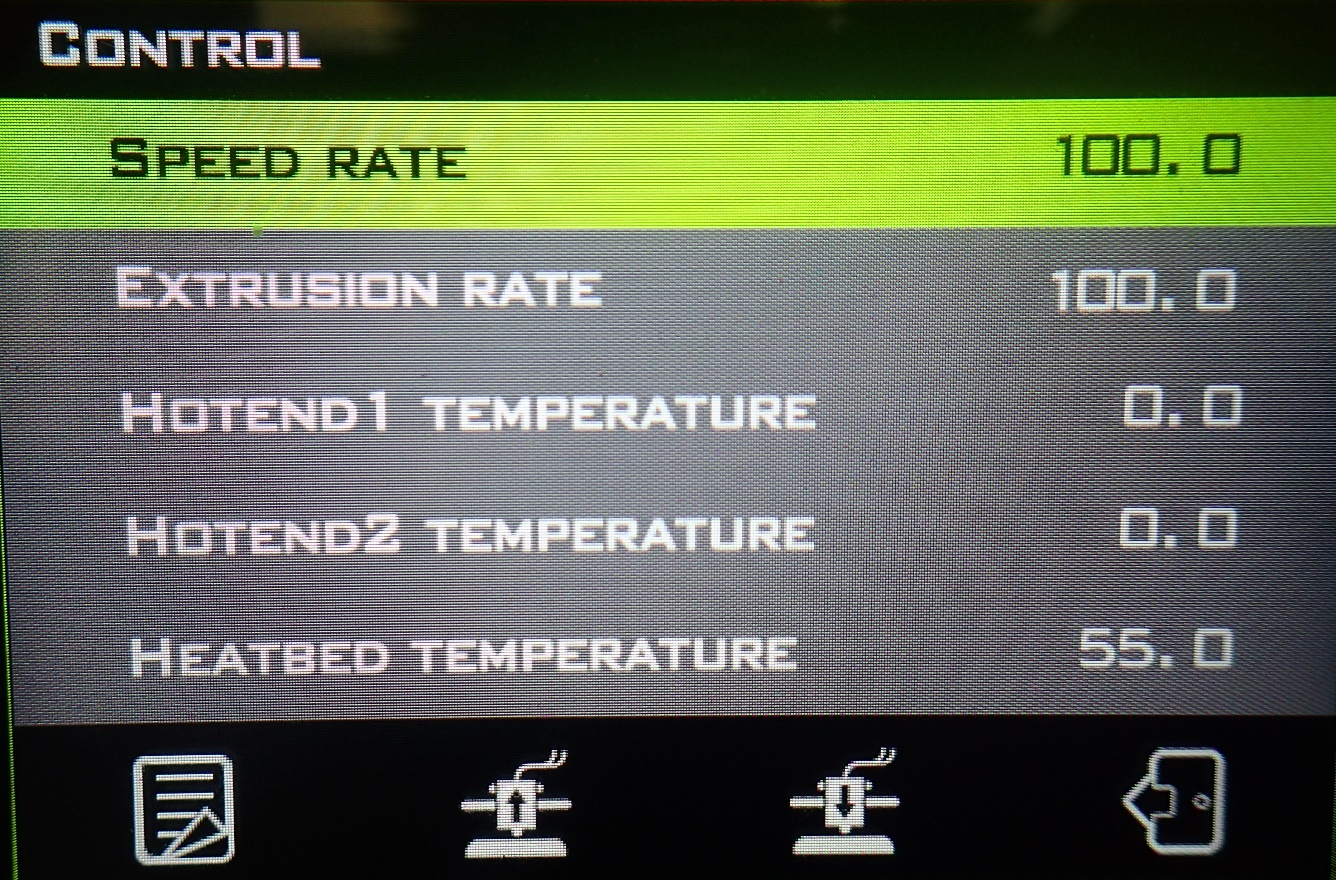 Control
Speed rate 100.0
Extrusion rate 100.0
Hotend1 temperature 0.0
Hotend2 temperature 0.0
Heatbed temperature 55.0